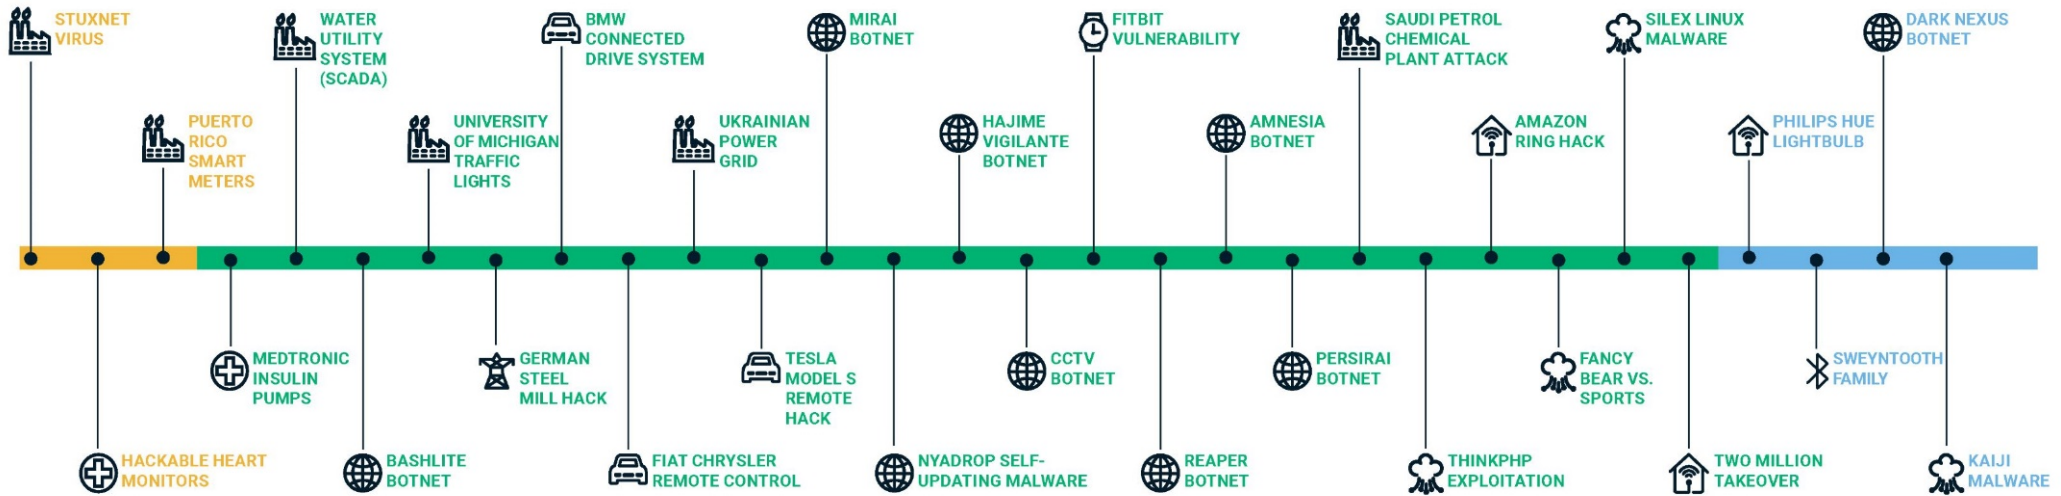 STUXNET
VIRUS
HACKABLE HEART
MONITORS
PUERTO
RICO
SMART
METERS
MEDTRONIC
INSULIN
PUMPS
WATER
UTILITY
SYSTEM
(SCADA)
BASHLITE
BOTNET
UNIVERSITY
OF MICHIGAN
TRAFFIC
LIGHTS
GERMAN
STEEL
MILL HACK
BMW
CONNECTED
DRIVE SYSTEM
FIAT CHRYSLER
REMOTE CONTROL
UKRAINIAN
POWER
GRID
TESLA
MODEL S
REMOTE
HACK
MIRAI
BOTNET
NYADROP SELF-
UPDATING MALWARE
HAJIME
VIGILANTE
BOTNET
CCTV
BOTNET
FITBIT
VULNERABILITY
REAPER
BOTNET
AMNESIA
BOTNET
PERSIRAI
BOTNET
SAUDI PETROL
CHEMICAL
PLANT ATTACK
THINKPHP
EXPLOITATION
AMAZON
RING HACK
FANCY
BEAR VS.
SPORTS
SILEX LINUX
MALWARE
TWO MILLION
TAKEOVER
PHILIPS HUE
LIGHTBULB
SWEYNTOOTH
FAMILY
DARK NEXUS
BOTNET
KAIJI
MALWARE